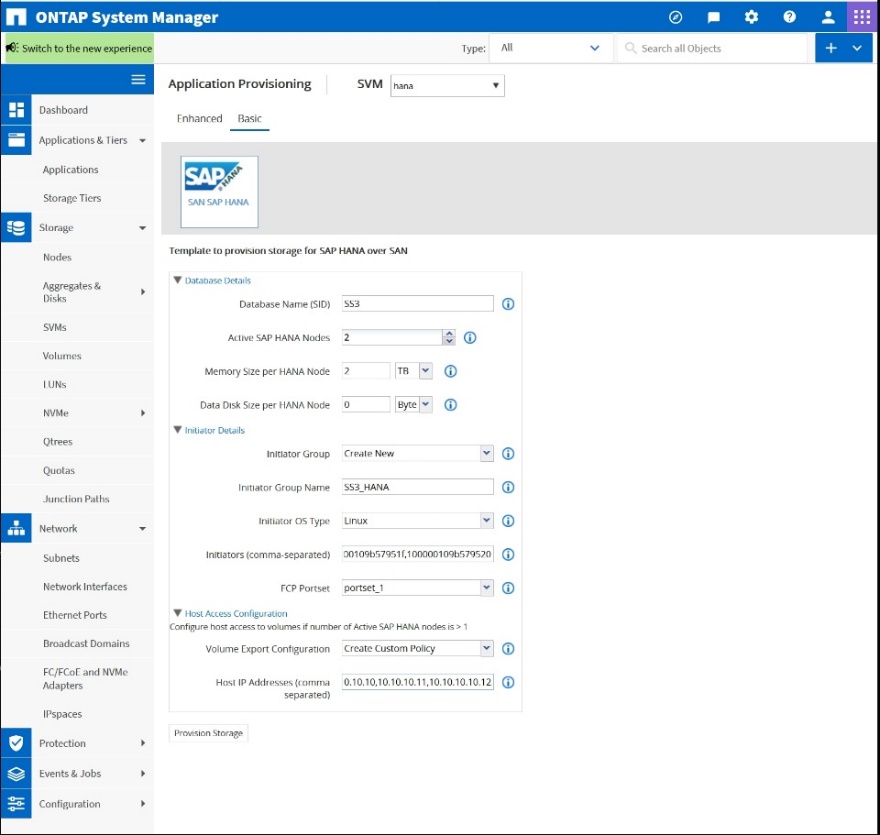 ONTAP System Manager
Switch to the new experience
Type:
All
Search all Objects
Application Provisioning
SVM
hana
Enhanced
Basic
Dashboard
Applications & Tiers
Applications
Storage Tiers
Storage
Nodes
Aggregates &
Disks
SVMs
Volumes
LUNs
NVMe
Qtrees
Quotas
Junction Paths
Network
Subnets
Network Interfaces
Ethernet Ports
Broadcast Domains
FC/FCoE and NVMe
Adapters
IPspaces
Protection
Events & Jobs
Configuration
SAP HANA
SAN SAP HANA
Template to provision storage for SAP HANA over SAN
Database Details
Database Name (SID)
SS3
Active SAP HANA Nodes
2
Memory Size per HANA Node
2
TB
Data Disk Size per HANA Node
0
Byte
Initiator Details
Initiator Group
Create New
Initiator Group Name
SS3_HANA
Initiator OS Type
Linux
Initiators (comma-separated)
00109b57951f,100000109b579520
FCP Portset
portset_1
Host Access Configuration
Configure host access to volumes if number of Active SAP HANA nodes is > 1
Volume Export Configuration
Create Custom Policy
Host IP Addresses (comma
separated)
0.10.10,10.10.10.11,10.10.10.10.12
Provision Storage